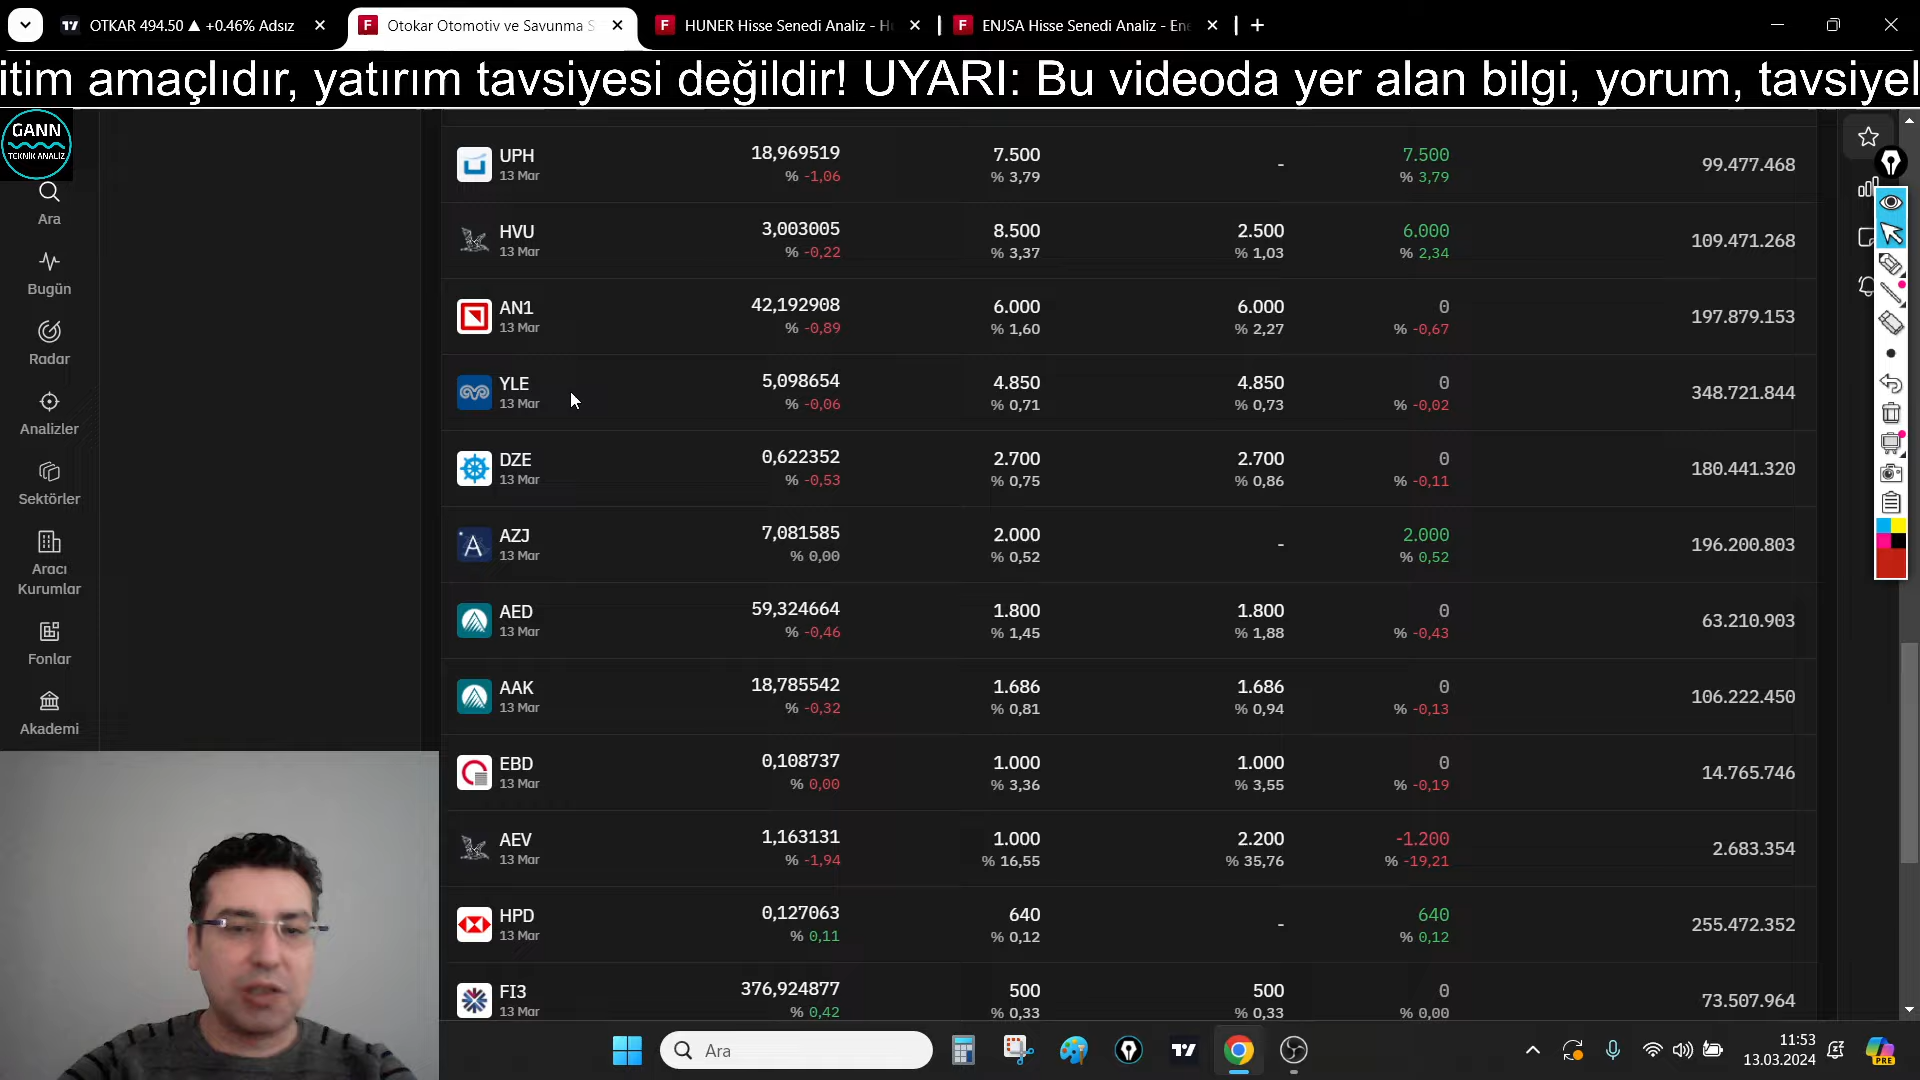 OTKAR 494.50 ▲ +0.46% Adsız
Otokar Otomotiv ve Savunma S
HUNER Hisse Senedi Analiz - H
ENJSA Hisse Senedi Analiz - Ene
itim amaçlıdır, yatırım tavsiyesi değildir! UYARI: Bu videoda yer alan bilgi, yorum, tavsiyel
GANN
TEKNİK ANALİZ
Ara
Bugün
Radar
Analizler
Sektörler
Aracı
Kurumlar
Fonlar
Akademi
UPH 18,969519 7.500 - 7.500 99.477.468
13 Mar % -1,06 % 3,79 % 3,79
HVU 3,003005 8.500 2.500 6.000 109.471.268
13 Mar % -0,22 % 3,37 % 1,03 % 2,34
AN1 42,192908 6.000 6.000 0 197.879.153
13 Mar % -0,89 % 1,60 % 2,27 % -0,67
YLE 5,098654 4.850 4.850 0 348.721.844
13 Mar % -0,06 % 0,71 % 0,73 % -0,02
DZE 0,622352 2.700 2.700 0 180.441.320
13 Mar % -0,53 % 0,75 % 0,86 % -0,11
AZJ 7,081585 2.000 - 2.000 196.200.803
13 Mar % 0,00 % 0,52 % 0,52
AED 59,324664 1.800 1.800 0 63.210.903
13 Mar % -0,46 % 1,45 % 1,88 % -0,43
AAK 18,785542 1.686 1.686 0 106.222.450
13 Mar % -0,32 % 0,81 % 0,94 % -0,13
EBD 0,108737 1.000 1.000 0 14.765.746
13 Mar % 0,00 % 3,36 % 3,55 % -0,19
AEV 1,163131 1.000 2.200 -1.200 2.683.354
13 Mar % -1,94 % 16,55 % 35,76 % -19,21
HPD 0,127063 640 - 640 255.472.352
13 Mar % 0,11 % 0,12 % 0,12
FI3 376,924877 500 500 0 73.507.964
13 Mar % 0,42 % 0,33 % 0,33 % 0,00
Ara
11:53
13.03.2024
PRE